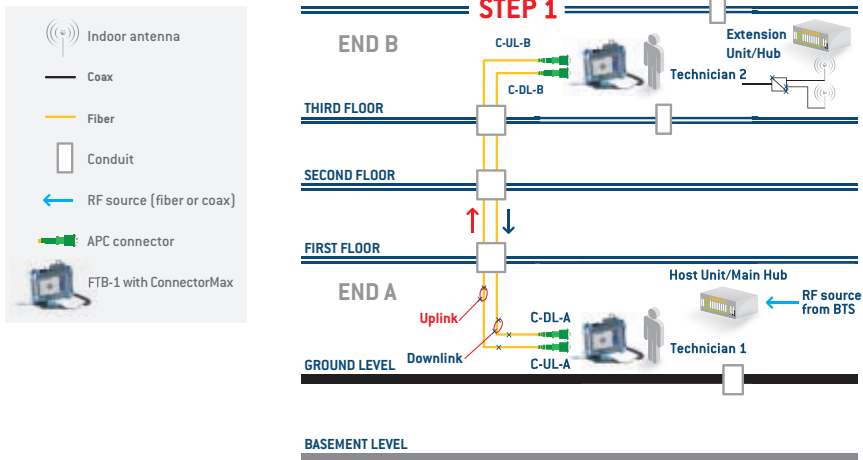 Indoor antenna
Coax
Fiber
Conduit
RF source (fiber or coax)
APC connector
FTB-1 with ConnectorMax
STEP 1
END B
C-UL-B
C-DL-B
Technician 2
Extension
Unit/Hub
THIRD FLOOR
SECOND FLOOR
FIRST FLOOR
END A
Host Unit/Main Hub
RF source
from BTS
Uplink
C-DL-A
Downlink
C-UL-A
Technician 1
GROUND LEVEL
BASEMENT LEVEL